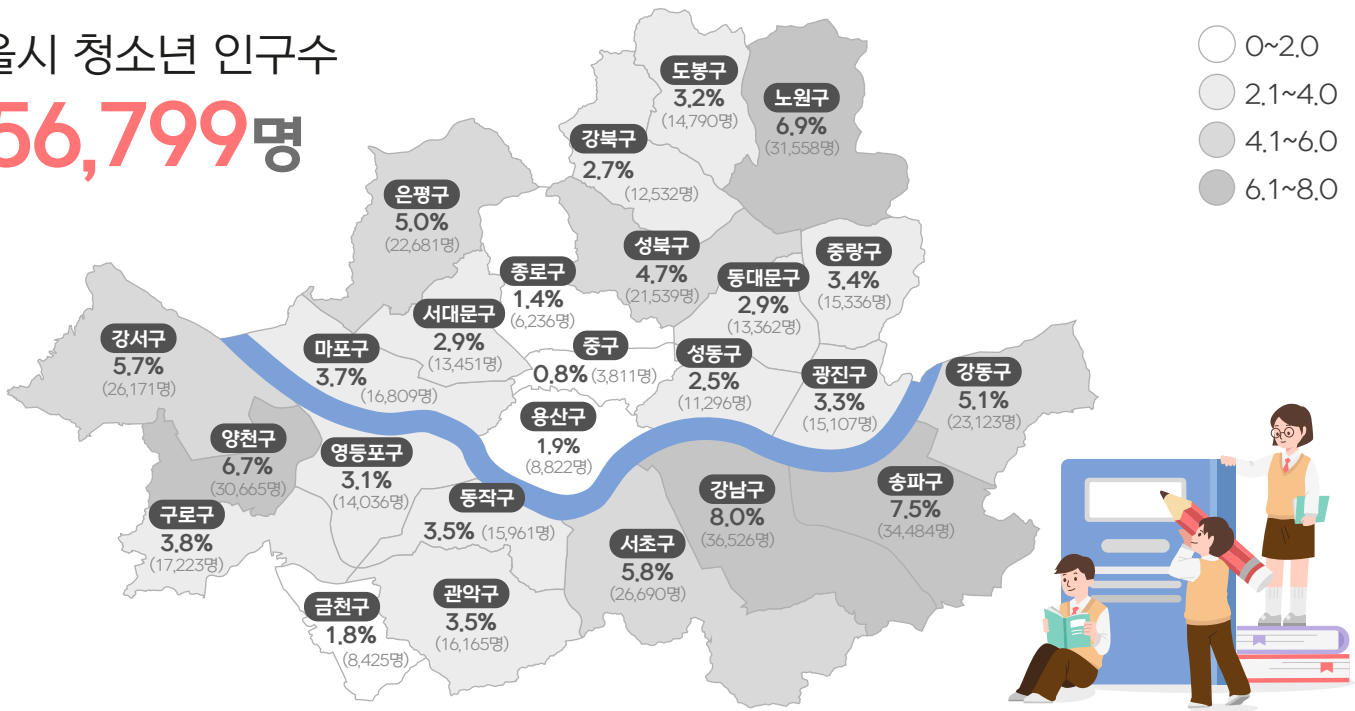 울시 청소년 인구수
56,799명
0~2.0
2.1~4.0
4.1~6.0
6.1~8.0
도봉구
3.2%
(14,790명)
노원구
6.9%
(31,558명)
강북구
2.7%
(12,532명)
은평구
5.0%
(22,681명)
성북구
4.7%
(21,539명)
중랑구
3.4%
(15,336명)
종로구
1.4%
(6,236명)
동대문구
2.9%
(13,362명)
서대문구
2.9%
(13,451명)
강서구
5.7%
(26,171명)
마포구
3.7%
(16,809명)
중구
0.8% (3,811명)
성동구
2.5%
(11,296명)
광진구
3.3%
(15,107명)
강동구
5.1%
(23,123명)
용산구
1.9%
(8,822명)
양천구
6.7%
(30,665명)
영등포구
3.1%
(14,036명)
동작구
3.5% (15,961명)
강남구
8.0%
(36,526명)
송파구
7.5%
(34,484명)
구로구
3.8%
(17,223명)
서초구
5.8%
(26,690명)
금천구
1.8%
(8,425명)
관악구
3.5%
(16,165명)